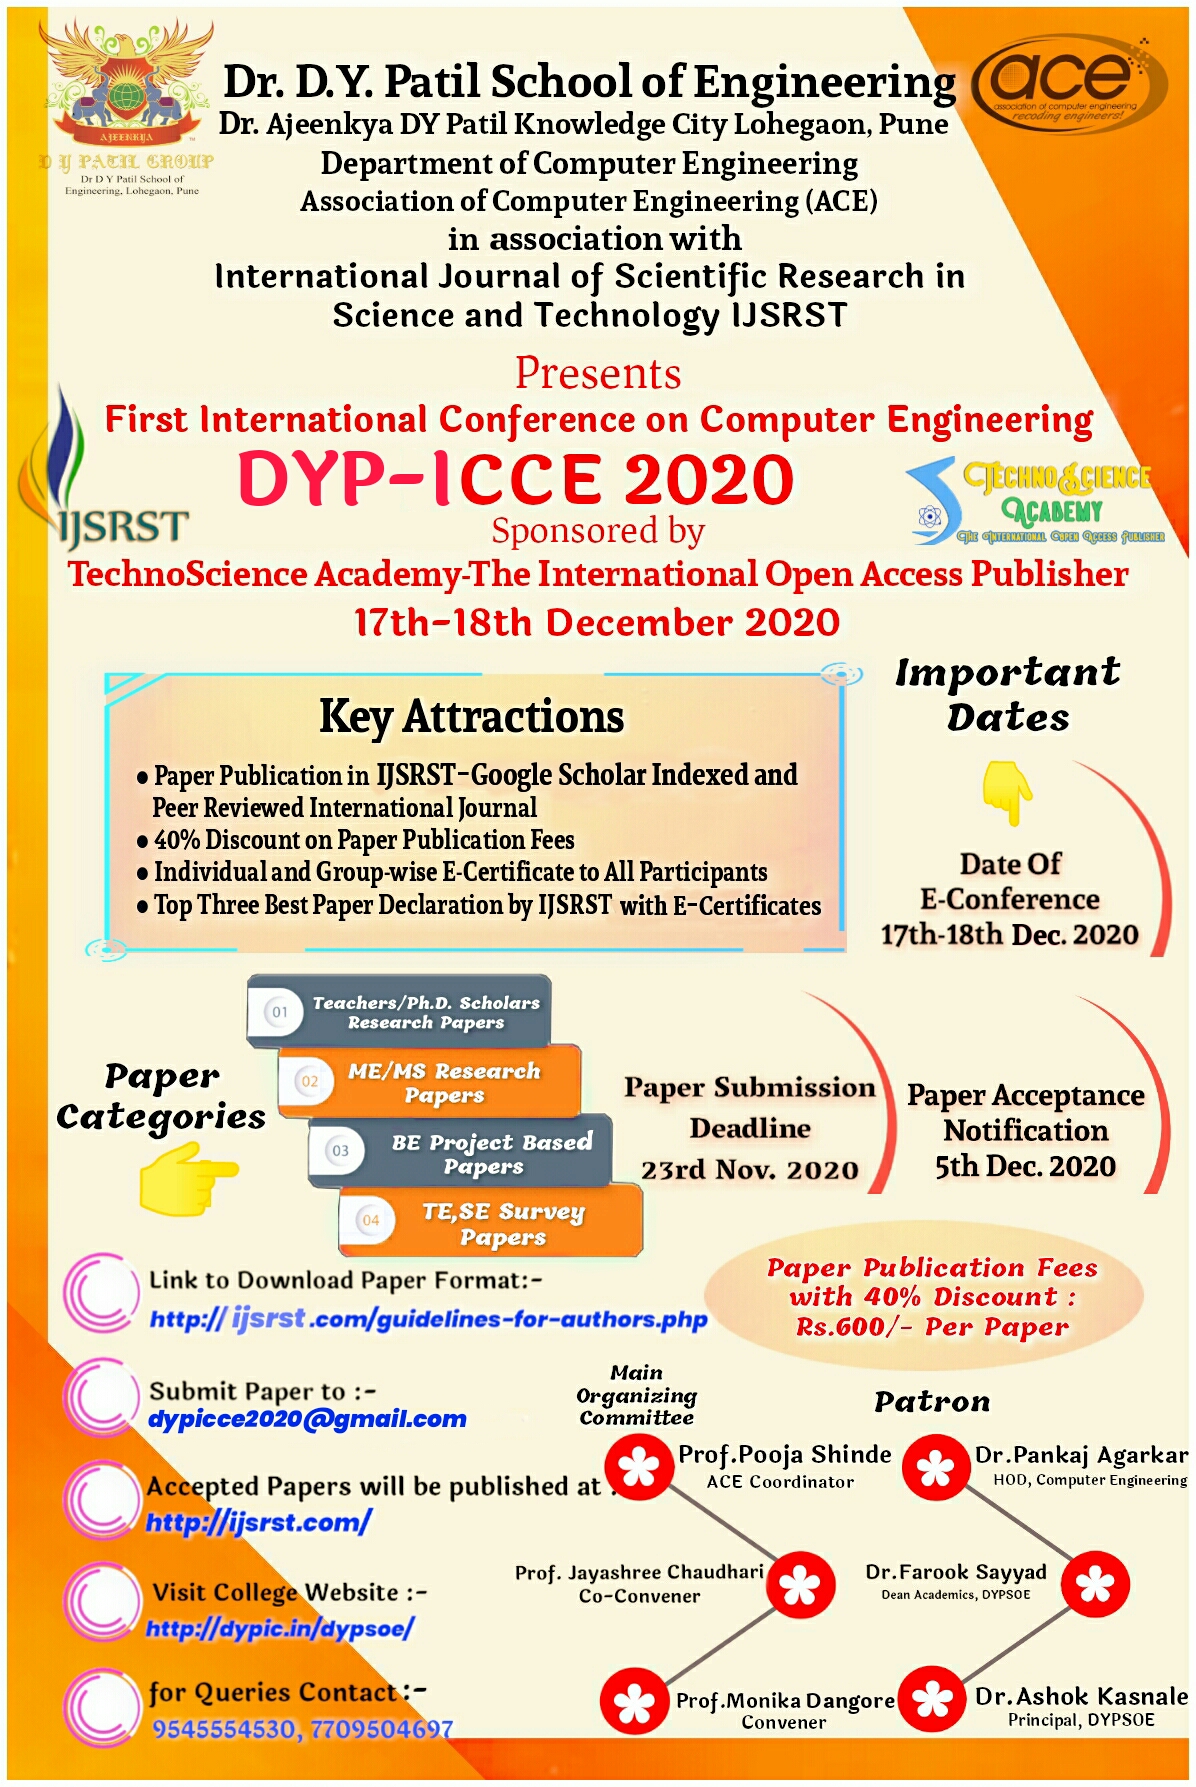 Dr. D.Y. Patil School of Engineering
Dr. Ajeenkya DY Patil Knowledge City Lohegaon, Pune
Department of Computer Engineering
Association of Computer Engineering (ACE)
in association with
International Journal of Scientific Research in
Science and Technology IJSRST
AJEENKYA
D Y PATIL GROUP
Dr D Y Patil School of
Engineering, Lohegaon, Pune
ace
association of computer engineering
recoding engineers!
Presents
First International Conference on Computer Engineering
DYP-ICCE 2020
IJSRST
TechnoScience
Academy
The International Open Access Publisher
Sponsored by
TechnoScience Academy-The International Open Access Publisher
17th-18th December 2020
Key Attractions
● Paper Publication in IJSRST-Google Scholar Indexed and
Peer Reviewed International Journal
● 40% Discount on Paper Publication Fees
● Individual and Group-wise E-Certificate to All Participants
● Top Three Best Paper Declaration by IJSRST with E-Certificates
Important
Dates
Date Of
E-Conference
17th-18th Dec. 2020
Paper
Categories
01
Teachers/Ph.D. Scholars
Research Papers
02
ME/MS Research
Papers
03
BE Project Based
Papers
04
TE,SE Survey
Papers
Paper Submission
Deadline
23rd Nov. 2020
Paper Acceptance
Notification
5th Dec. 2020
Paper Publication Fees
with 40% Discount :
Rs.600/- Per Paper
Link to Download Paper Format:-
http://ijsrst.com/guidelines-for-authors.php
Submit Paper to :-
dypicce2020@gmail.com
Accepted Papers will be published at :
http://ijsrst.com/
Visit College Website :-
http://dypic.in/dypsoe/
for Queries Contact:-
9545554530, 7709504697
Main
Organizing
Committee
Prof.Pooja Shinde
ACE Coordinator
Prof. Jayashree Chaudhari
Co-Convener
Prof.Monika Dangore
Convener
Patron
Dr.Pankaj Agarkar
HOD, Computer Engineering
Dr.Farook Sayyad
Dean Academics, DYPSOE
Dr.Ashok Kasnale
Principal, DYPSOE